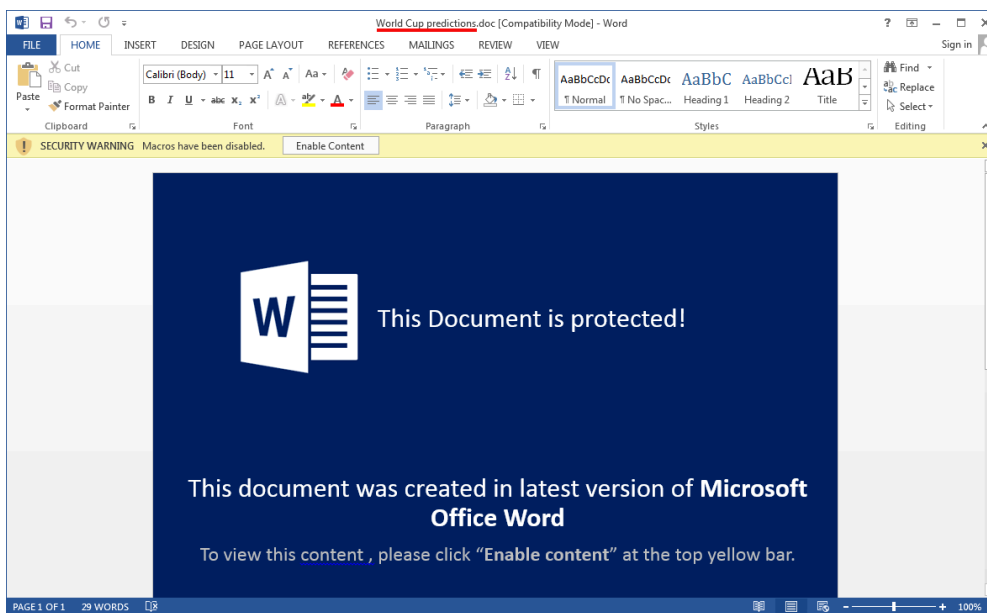 World Cup predictions.doc [Compatibility Mode] - Word
FILE HOME INSERT DESIGN PAGE LAYOUT REFERENCES MAILINGS REVIEW VIEW Sign in
Cut
Copy
Paste
Format Painter
Calibri (Body) 11
AaBbCcDc AaBbCcDc AaBbC AaBbCcI AaB
¶ Normal ¶ No Spac... Heading 1 Heading 2 Title
Find
Replace
Select
Clipboard Font Paragraph Styles Editing
SECURITY WARNING Macros have been disabled. Enable Content
W
This Document is protected!
This document was created in latest version of Microsoft
Office Word
To view this content , please click “Enable content” at the top yellow bar.
PAGE 1 OF 1 29 WORDS 100%